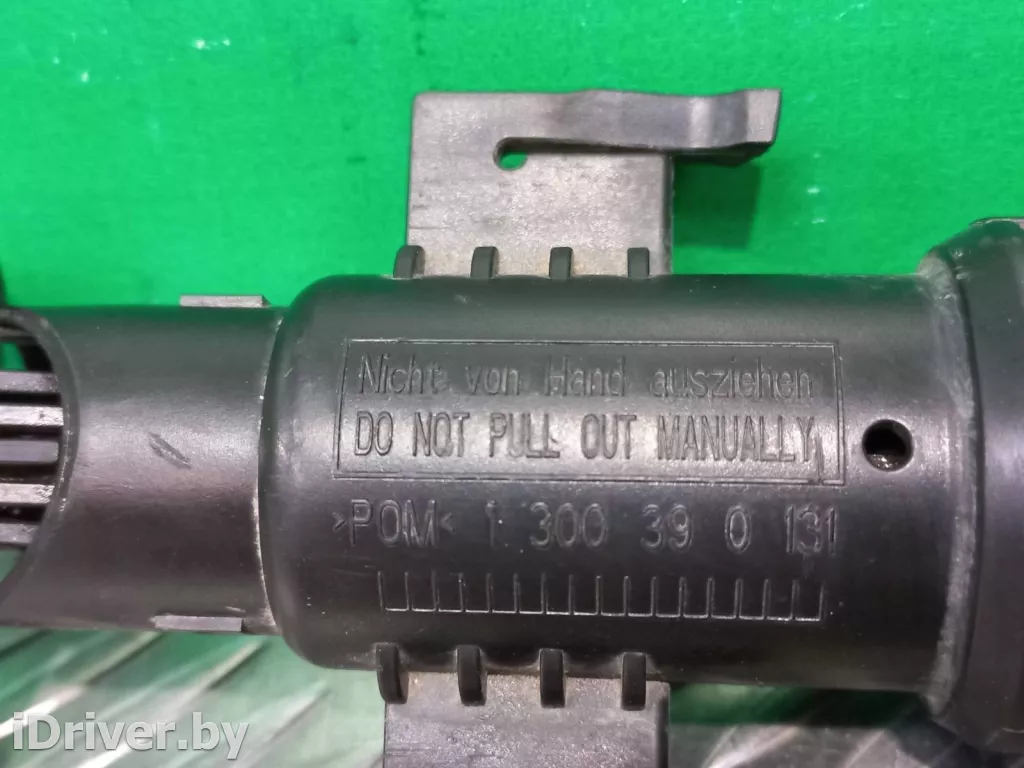 Nicht von Hand ausziehen
DO NOT PULL OUT MANUALLY
>POM< 1 300 39 0 131
iDriver.by